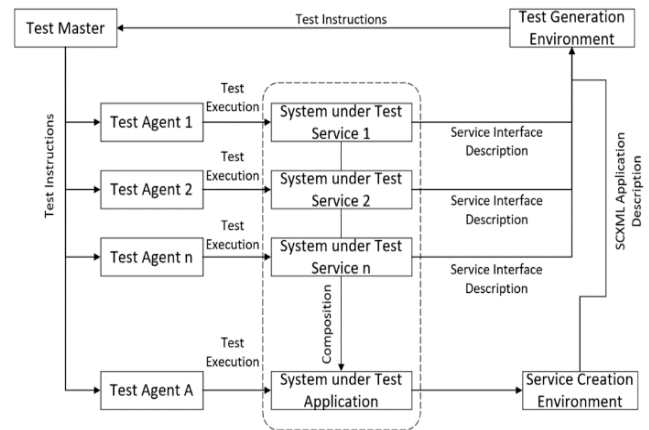 Test Master
Test Instructions
Test Generation
Environment
Test Instructions
Test
Execution
Test Agent 1
System under Test
Service 1
Service Interface
Description
Test
Execution
Test Agent 2
System under Test
Service 2
Service Interface
Description
Test
Execution
Test Agent n
System under Test
Service n
Service Interface
Description
SCXML Application
Description
Composition
Test
Execution
Test Agent A
System under Test
Application
Service Creation
Environment